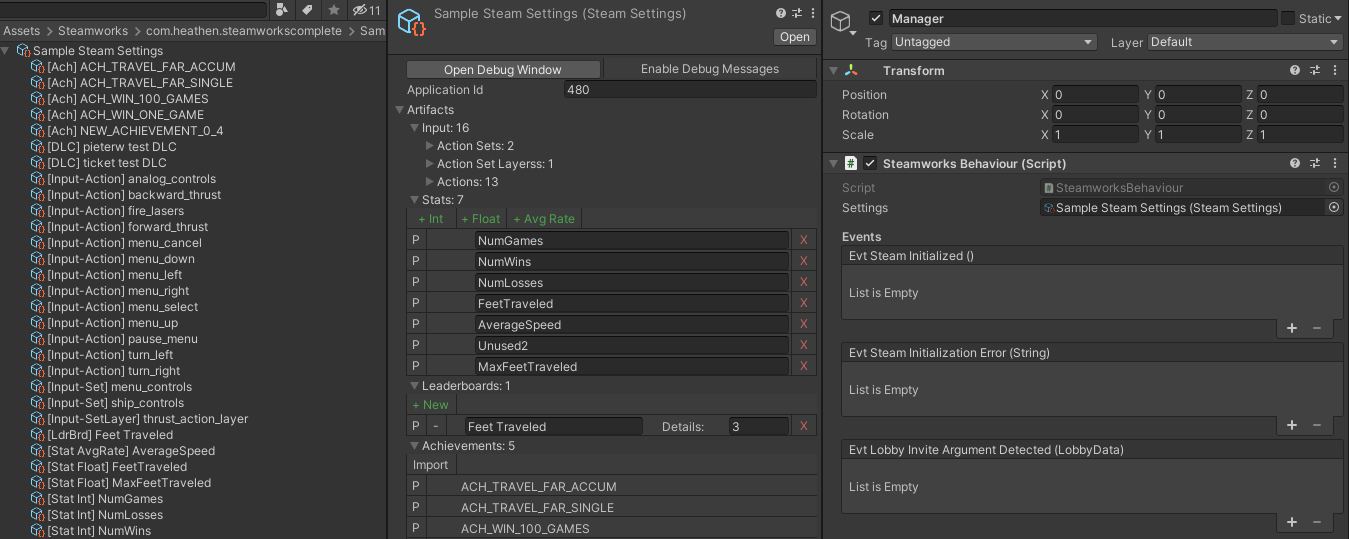 11
Assets > Steamworks > com.heathen.steamworkscomplete > Sam
Sample Steam Settings
[Ach] ACH_TRAVEL_FAR_ACCUM
[Ach] ACH_TRAVEL_FAR_SINGLE
[Ach] ACH_WIN_100_GAMES
[Ach] ACH_WIN_ONE_GAME
[Ach] NEW_ACHIEVEMENT_0_4
[DLC] pieterw test DLC
[DLC] ticket test DLC
[Input-Action] analog_controls
[Input-Action] backward_thrust
[Input-Action] fire_lasers
[Input-Action] forward_thrust
[Input-Action] menu_cancel
[Input-Action] menu_down
[Input-Action] menu_left
[Input-Action] menu_right
[Input-Action] menu_select
[Input-Action] menu_up
[Input-Action] pause_menu
[Input-Action] turn_left
[Input-Action] turn_right
[Input-Set] menu_controls
[Input-Set] ship_controls
[Input-SetLayer] thrust_action_layer
[LdrBrd] Feet Traveled
[Stat AvgRate] AverageSpeed
[Stat Float] FeetTraveled
[Stat Float] MaxFeetTraveled
[Stat Int] NumGames
[Stat Int] NumLosses
[Stat Int] NumWins
Sample Steam Settings (Steam Settings)
Open
Open Debug Window Enable Debug Messages
Application Id 480
Artifacts
Input: 16
Action Sets: 2
Action Set Layerss: 1
Actions: 13
Stats: 7
+ Int + Float + Avg Rate
P NumGames X
P NumWins X
P NumLosses X
P FeetTraveled X
P AverageSpeed X
P Unused2 X
P MaxFeetTraveled X
Leaderboards: 1
+ New
P - Feet Traveled Details: 3 X
Achievements: 5
Import
P ACH_TRAVEL_FAR_ACCUM
P ACH_TRAVEL_FAR_SINGLE
P ACH_WIN_100_GAMES
Manager Static
Tag Untagged Layer Default
Transform
Position X 0 Y 0 Z 0
Rotation X 0 Y 0 Z 0
Scale X 1 Y 1 Z 1
# Steamworks Behaviour (Script)
Script SteamworksBehaviour
Settings Sample Steam Settings (Steam Settings)
Events
Evt Steam Initialized ()
List is Empty
+ −
Evt Steam Initialization Error (String)
List is Empty
+ −
Evt Lobby Invite Argument Detected (LobbyData)
List is Empty
+ −